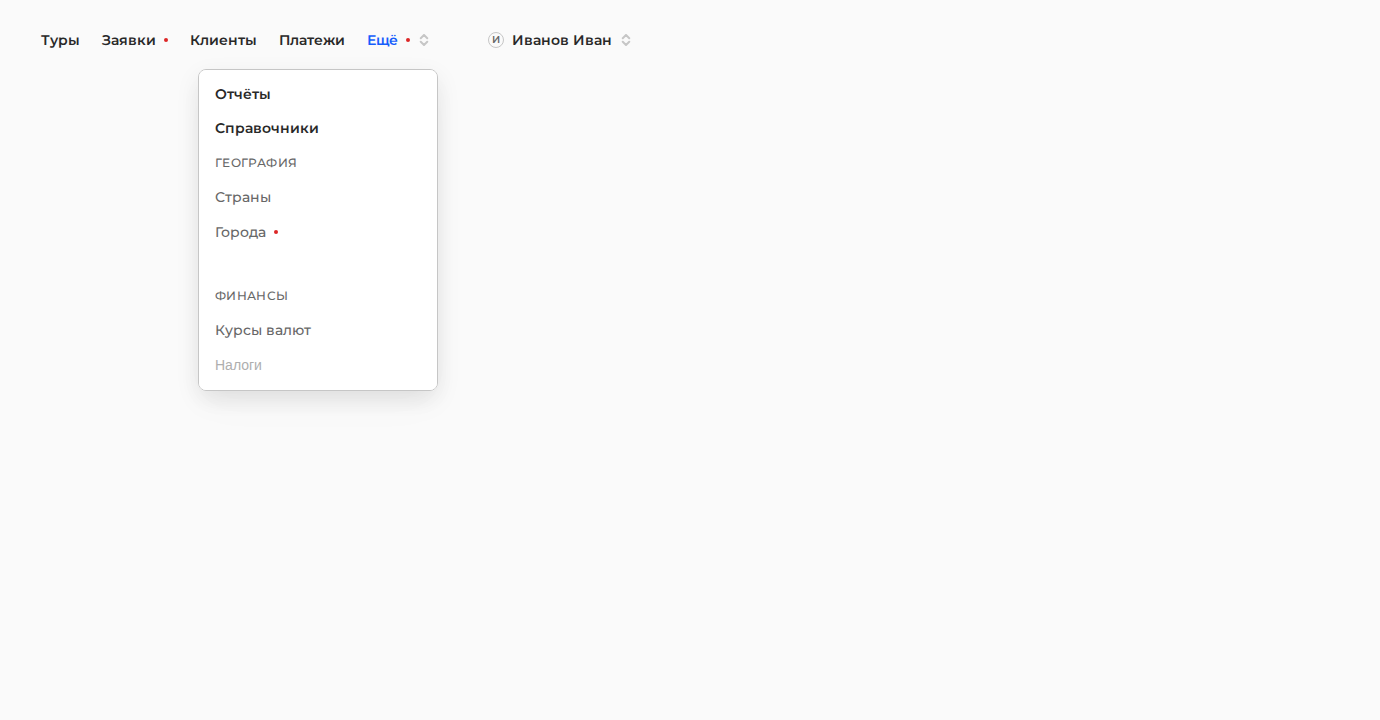 Туры Заявки Клиенты Платежи Ещё И Иванов Иван
Отчёты
Справочники
ГЕОГРАФИЯ
Страны
Города
ФИНАНСЫ
Курсы валют
Налоги